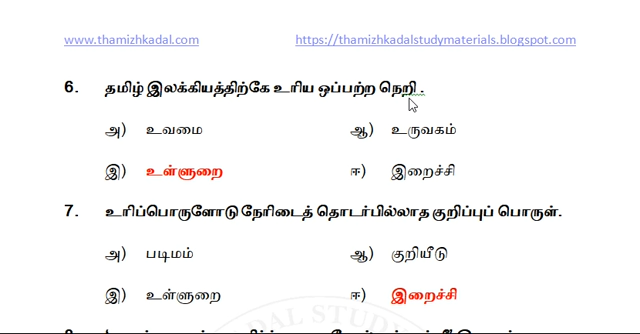 www.thamizhkadal.com https://thamizhkadalstudymaterials.blogspot.com
6. தமிழ் இலக்கியத்திற்கே உரிய ஒப்பற்ற நெறி .
அ) உவமை ஆ) உருவகம்
இ) உள்ளுறை ஈ) இறைச்சி
7. உரிப்பொருளோடு நேரிடைத் தொடர்பில்லாத குறிப்புப் பொருள்.
அ) படிமம் ஆ) குறியீடு
இ) உள்ளுறை ஈ) இறைச்சி